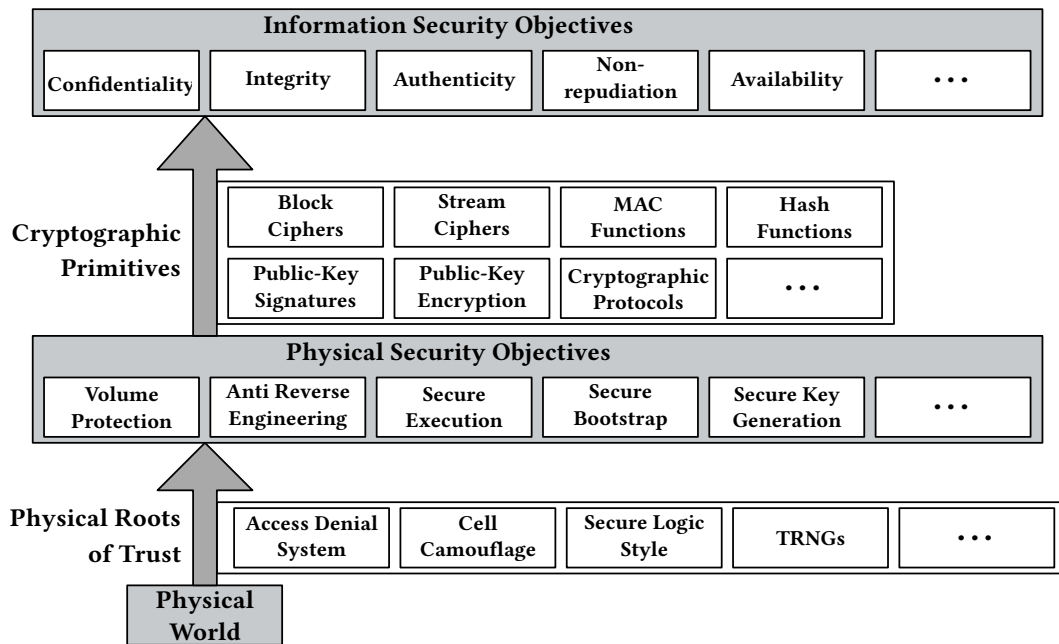 Information Security Objectives
Confidentiality
Integrity
Authenticity
Non-
repudiation
Availability
...
Cryptographic
Primitives
Block
Ciphers
Stream
Ciphers
MAC
Functions
Hash
Functions
Public-Key
Signatures
Public-Key
Encryption
Cryptographic
Protocols
...
Physical Security Objectives
Volume
Protection
Anti Reverse
Engineering
Secure
Execution
Secure
Bootstrap
Secure Key
Generation
...
Physical Roots
of Trust
Access Denial
System
Cell
Camouflage
Secure Logic
Style
TRNGs
...
Physical
World